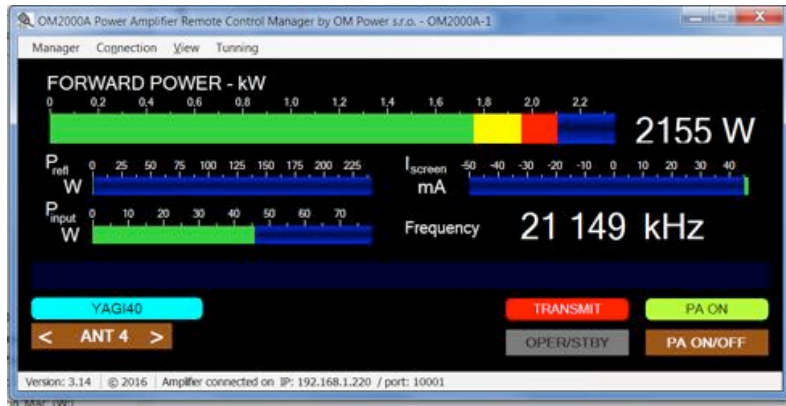 OM2000A Power Amplifier Remote Control Manager by OM Power s.r.o. - OM2000A-1
Manager Connection View Tunning
FORWARD POWER - kW
0 0,2 0,4 0,6 0,8 1,0 1,2 1,4 1,6 1,8 2,0 2,2
2155 W
Prefl W
0 25 50 75 100 125 150 175 200 225
Iscreen mA
-50 -40 -30 -20 -10 0 10 20 30 40
Pinput W
0 10 20 30 40 50 60 70
Frequency 21 149 kHz
YAGI40 TRANSMIT PA ON
< ANT 4 > OPER/STBY PA ON/OFF
Version: 3.14 © 2016 Amplifier connected on IP: 192.168.1.220 / port: 10001